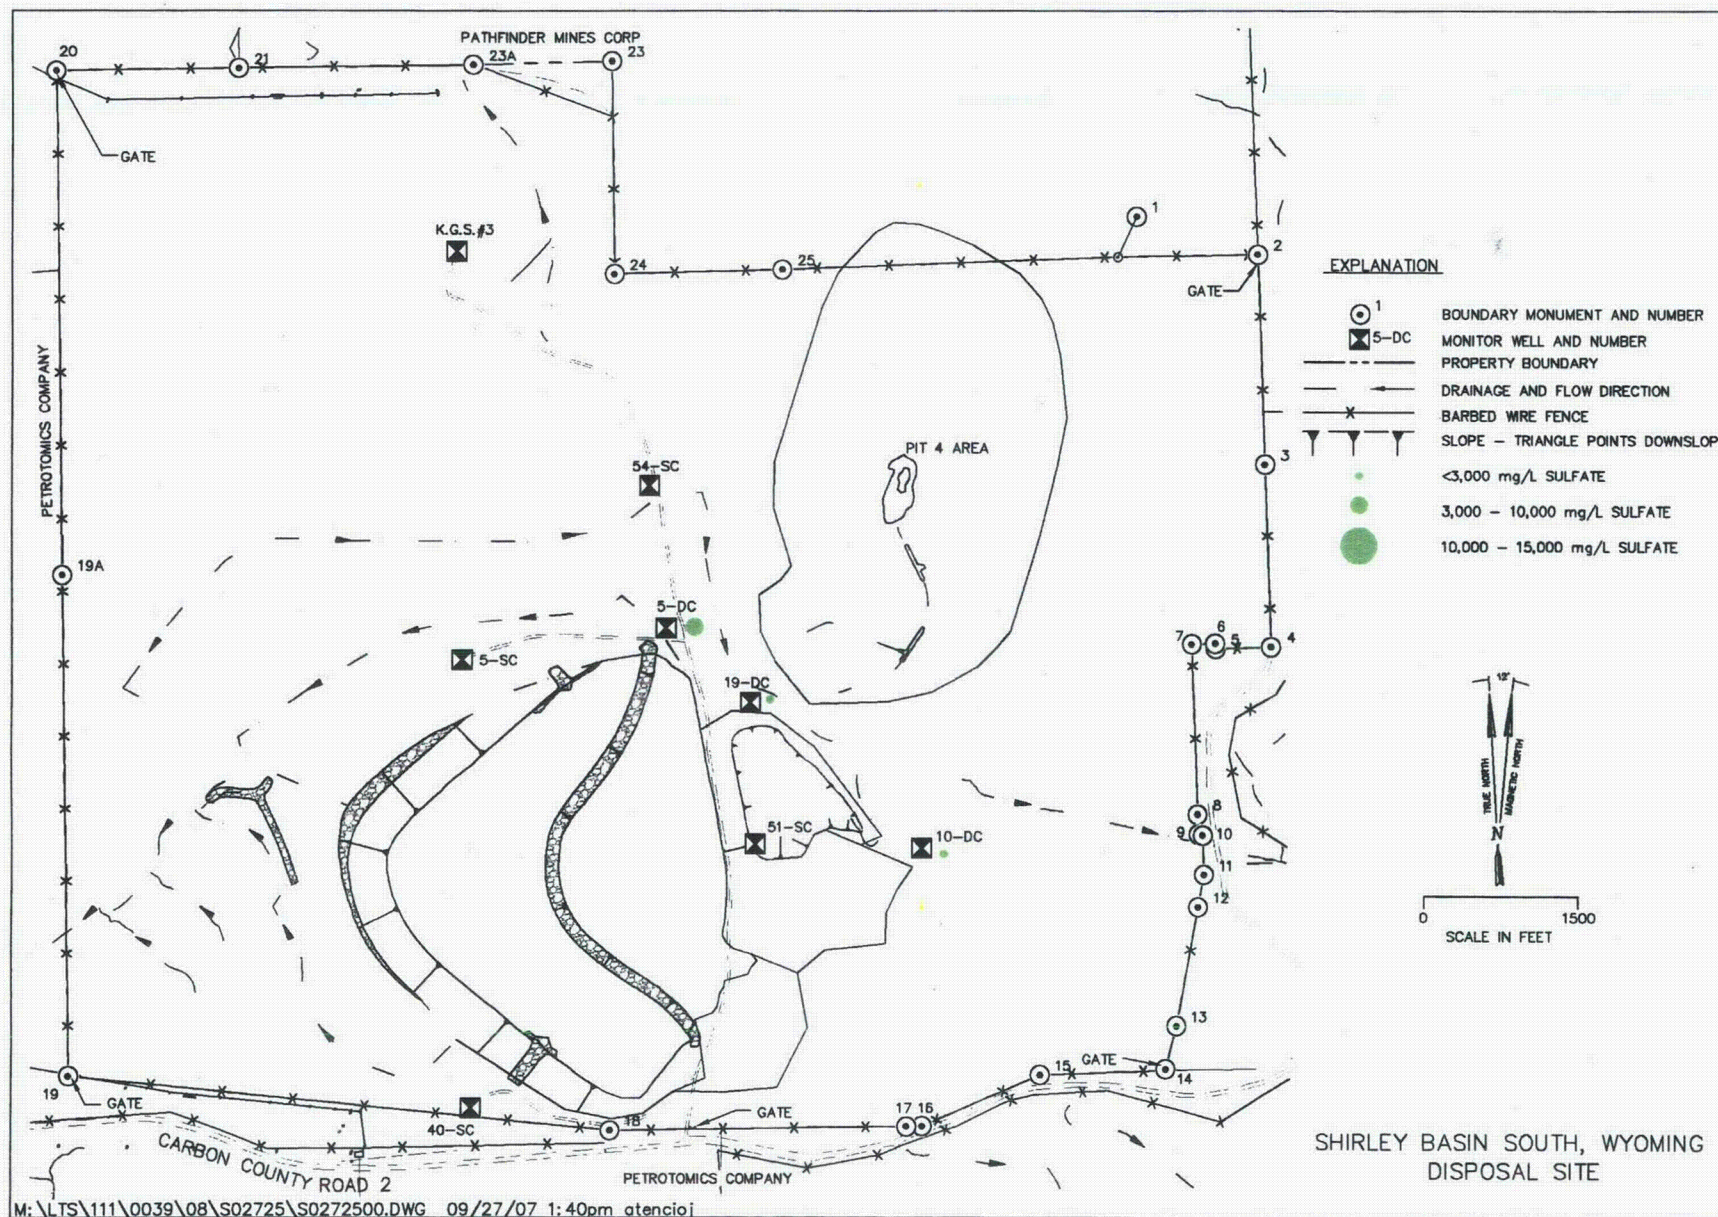 PATHFINDER MINES CORP
20
21
23A
23
GATE
1
K.G.S.#3
24
25
2
GATE
PETROTOMICS COMPANY
EXPLANATION
1
BOUNDARY MONUMENT AND NUMBER
5-DC
MONITOR WELL AND NUMBER
PROPERTY BOUNDARY
DRAINAGE AND FLOW DIRECTION
BARBED WIRE FENCE
SLOPE - TRIANGLE POINTS DOWNSLOP
<3,000 mg/L SULFATE
3,000 - 10,000 mg/L SULFATE
10,000 - 15,000 mg/L SULFATE
PIT 4 AREA
3
54-SC
19A
5-DC
5-SC
7
6
5
4
19-DC
12°
TRUE NORTH
MAGNETIC NORTH
N
8
9
10
51-SC
10-DC
11
12
0
1500
SCALE IN FEET
13
GATE
15
14
19
GATE
40-SC
18
GATE
17
16
CARBON COUNTY ROAD 2
PETROTOMICS COMPANY
SHIRLEY BASIN SOUTH, WYOMING
DISPOSAL SITE
M:\LTS\111\0039\08\S02725\S0272500.DWG 09/27/07 1:40pm atencioj